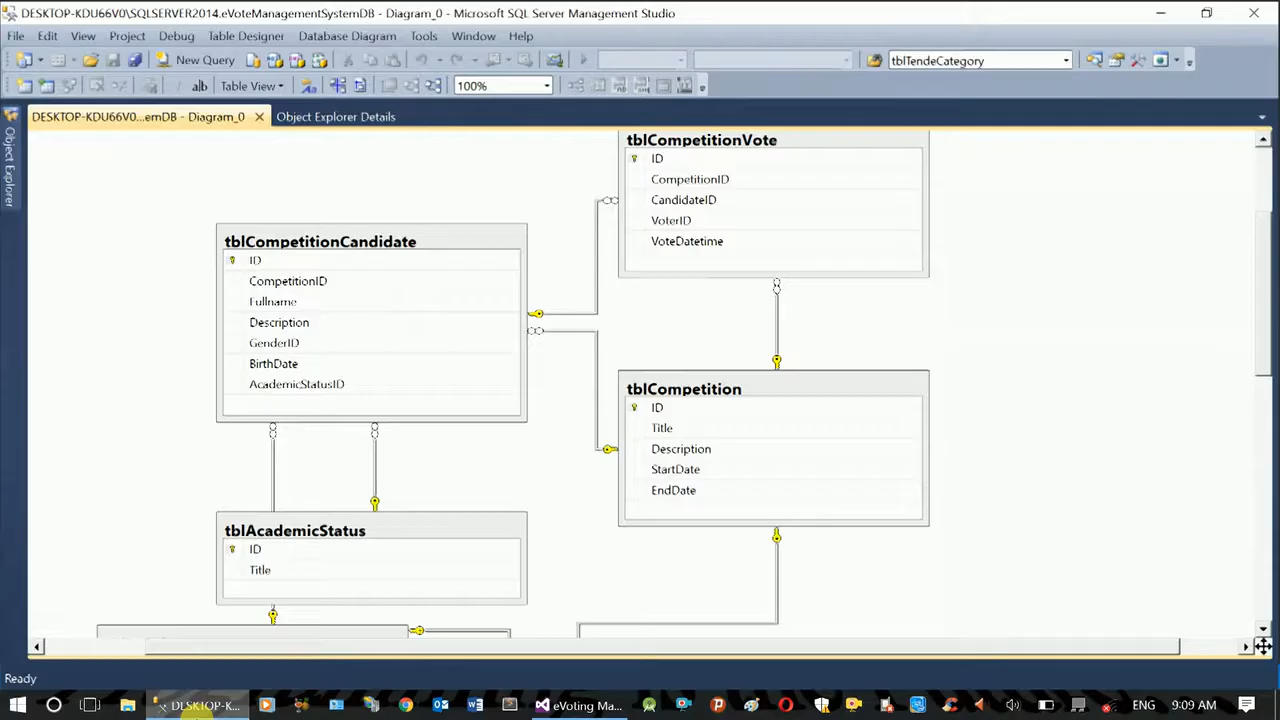 DESKTOP-KDU66V0\SQLSERVER2014.eVoteManagementSystemDB - Diagram_0 - Microsoft SQL Server Management Studio
File Edit View Project Debug Table Designer Database Diagram Tools Window Help
New Query tblTendeCategory
abl Table View 100%
DESKTOP-KDU66V0...emDB - Diagram_0 Object Explorer Details
Object Explorer
tblCompetitionVote
ID
CompetitionID
CandidateID
VoterID
VoteDatetime
tblCompetitionCandidate
ID
CompetitionID
Fullname
Description
GenderID
BirthDate
AcademicStatusID
tblCompetition
ID
Title
Description
StartDate
EndDate
tblAcademicStatus
ID
Title
Ready
DESKTOP-K... eVoting Ma... ENG 9:09 AM